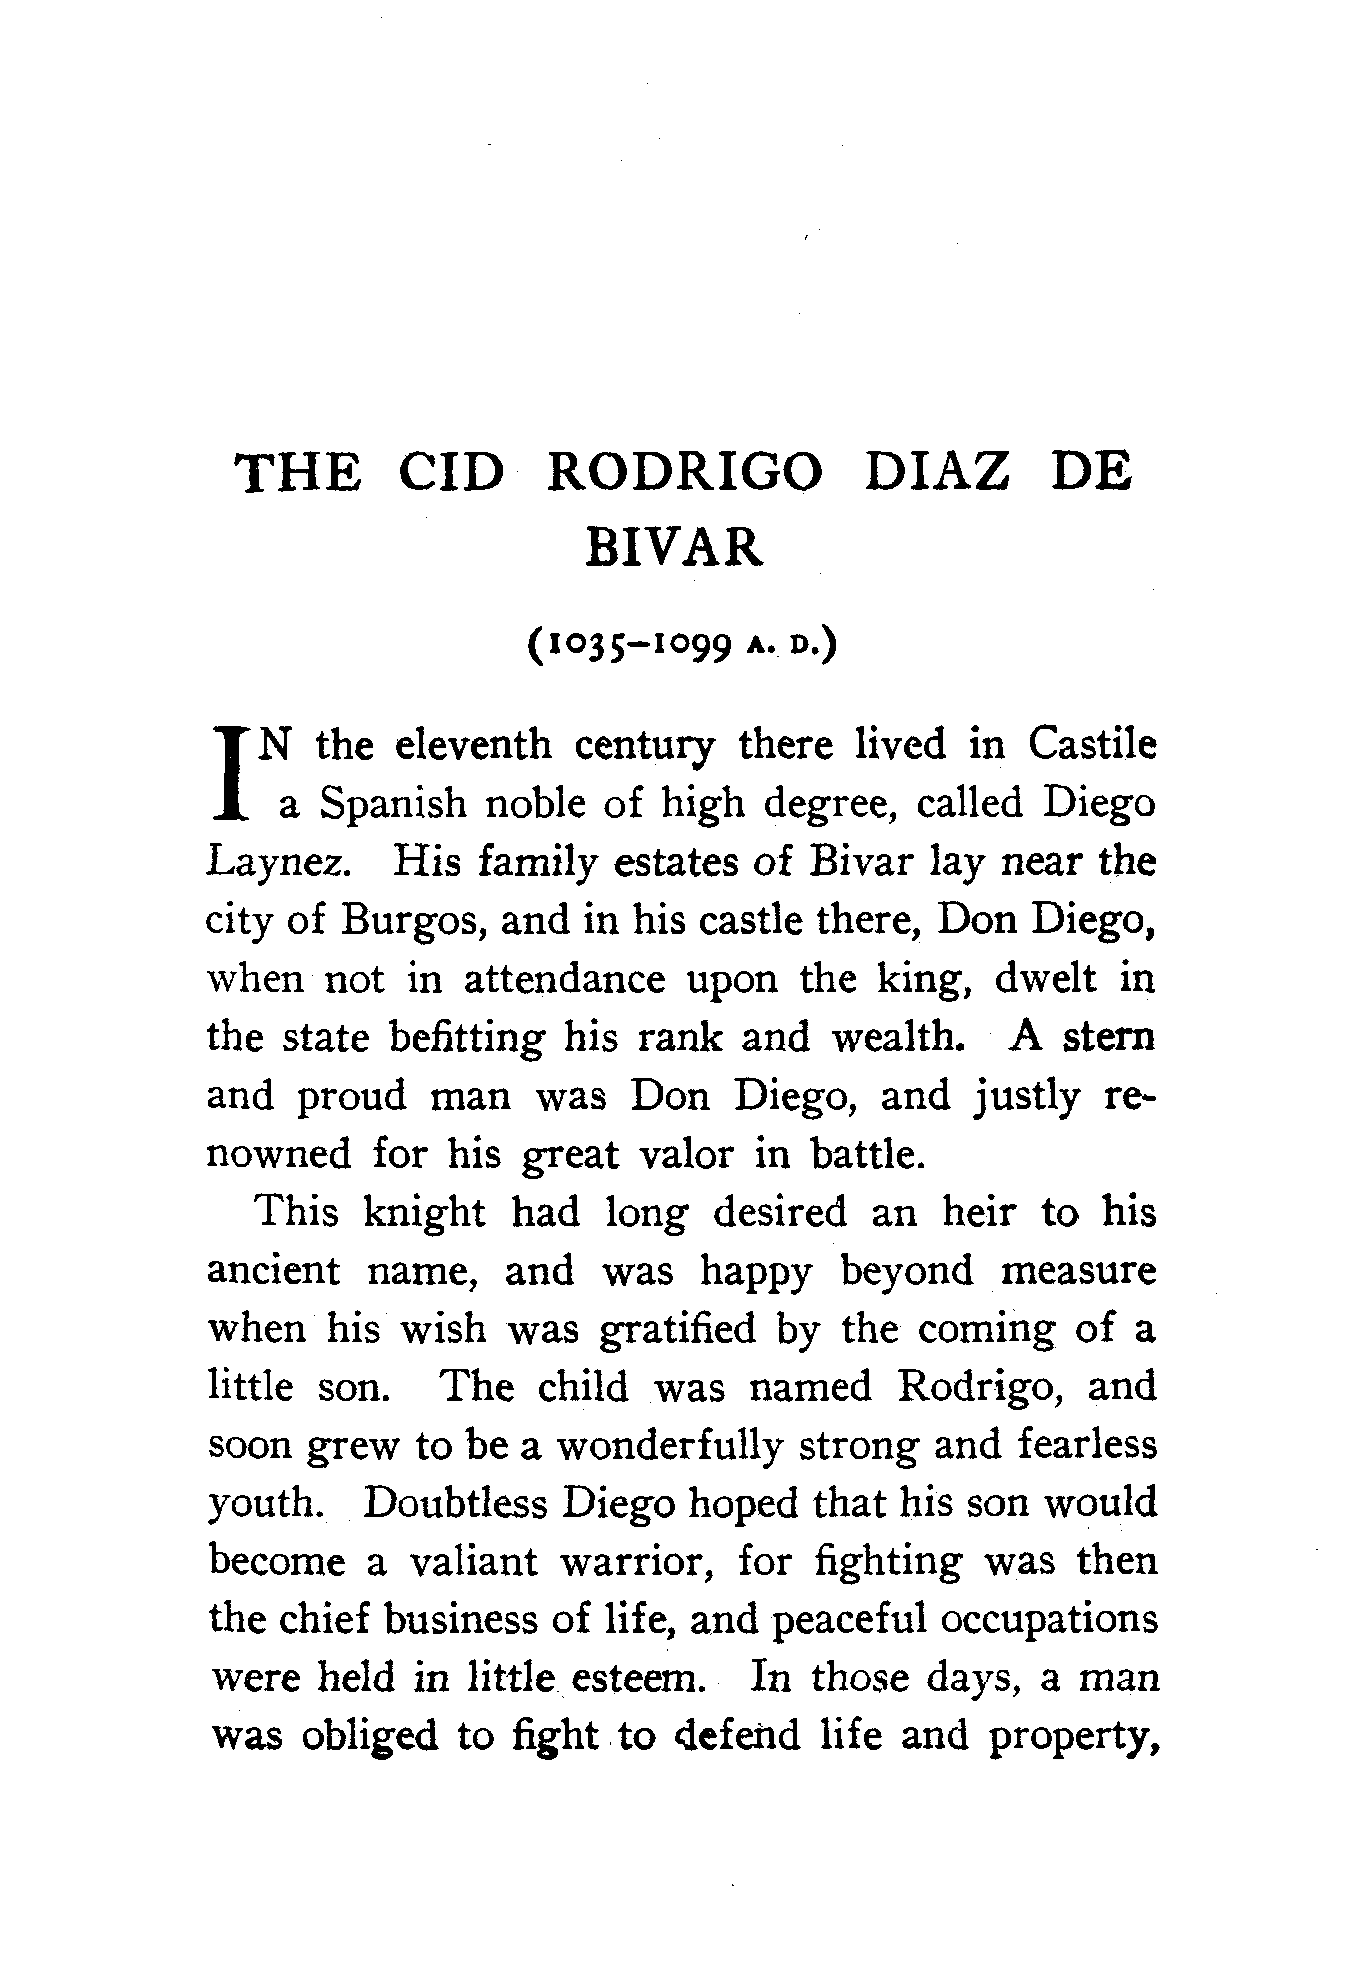 THE CID RODRIGO DIAZ DE
BIVAR
(1035–1099 A. D.)
IN the eleventh century there lived in Castile
a Spanish noble of high degree, called Diego
Laynez. His family estates of Bivar lay near the
city of Burgos, and in his castle there, Don Diego,
when not in attendance upon the king, dwelt in
the state befitting his rank and wealth. A stern
and proud man was Don Diego, and justly re-
nowned for his great valor in battle.
This knight had long desired an heir to his
ancient name, and was happy beyond measure
when his wish was gratified by the coming of a
little son. The child was named Rodrigo, and
soon grew to be a wonderfully strong and fearless
youth. Doubtless Diego hoped that his son would
become a valiant warrior, for fighting was then
the chief business of life, and peaceful occupations
were held in little esteem. In those days, a man
was obliged to fight to defend life and property,